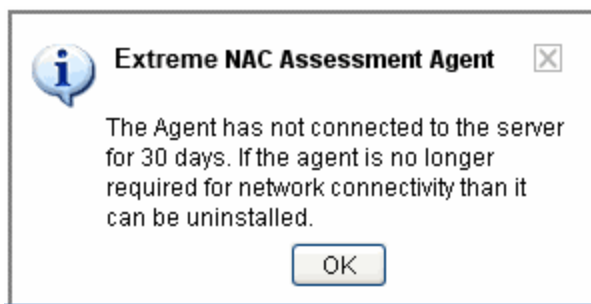 Extreme NAC Assessment Agent
The Agent has not connected to the server
for 30 days. If the agent is no longer
required for network connectivity than it
can be uninstalled.
OK